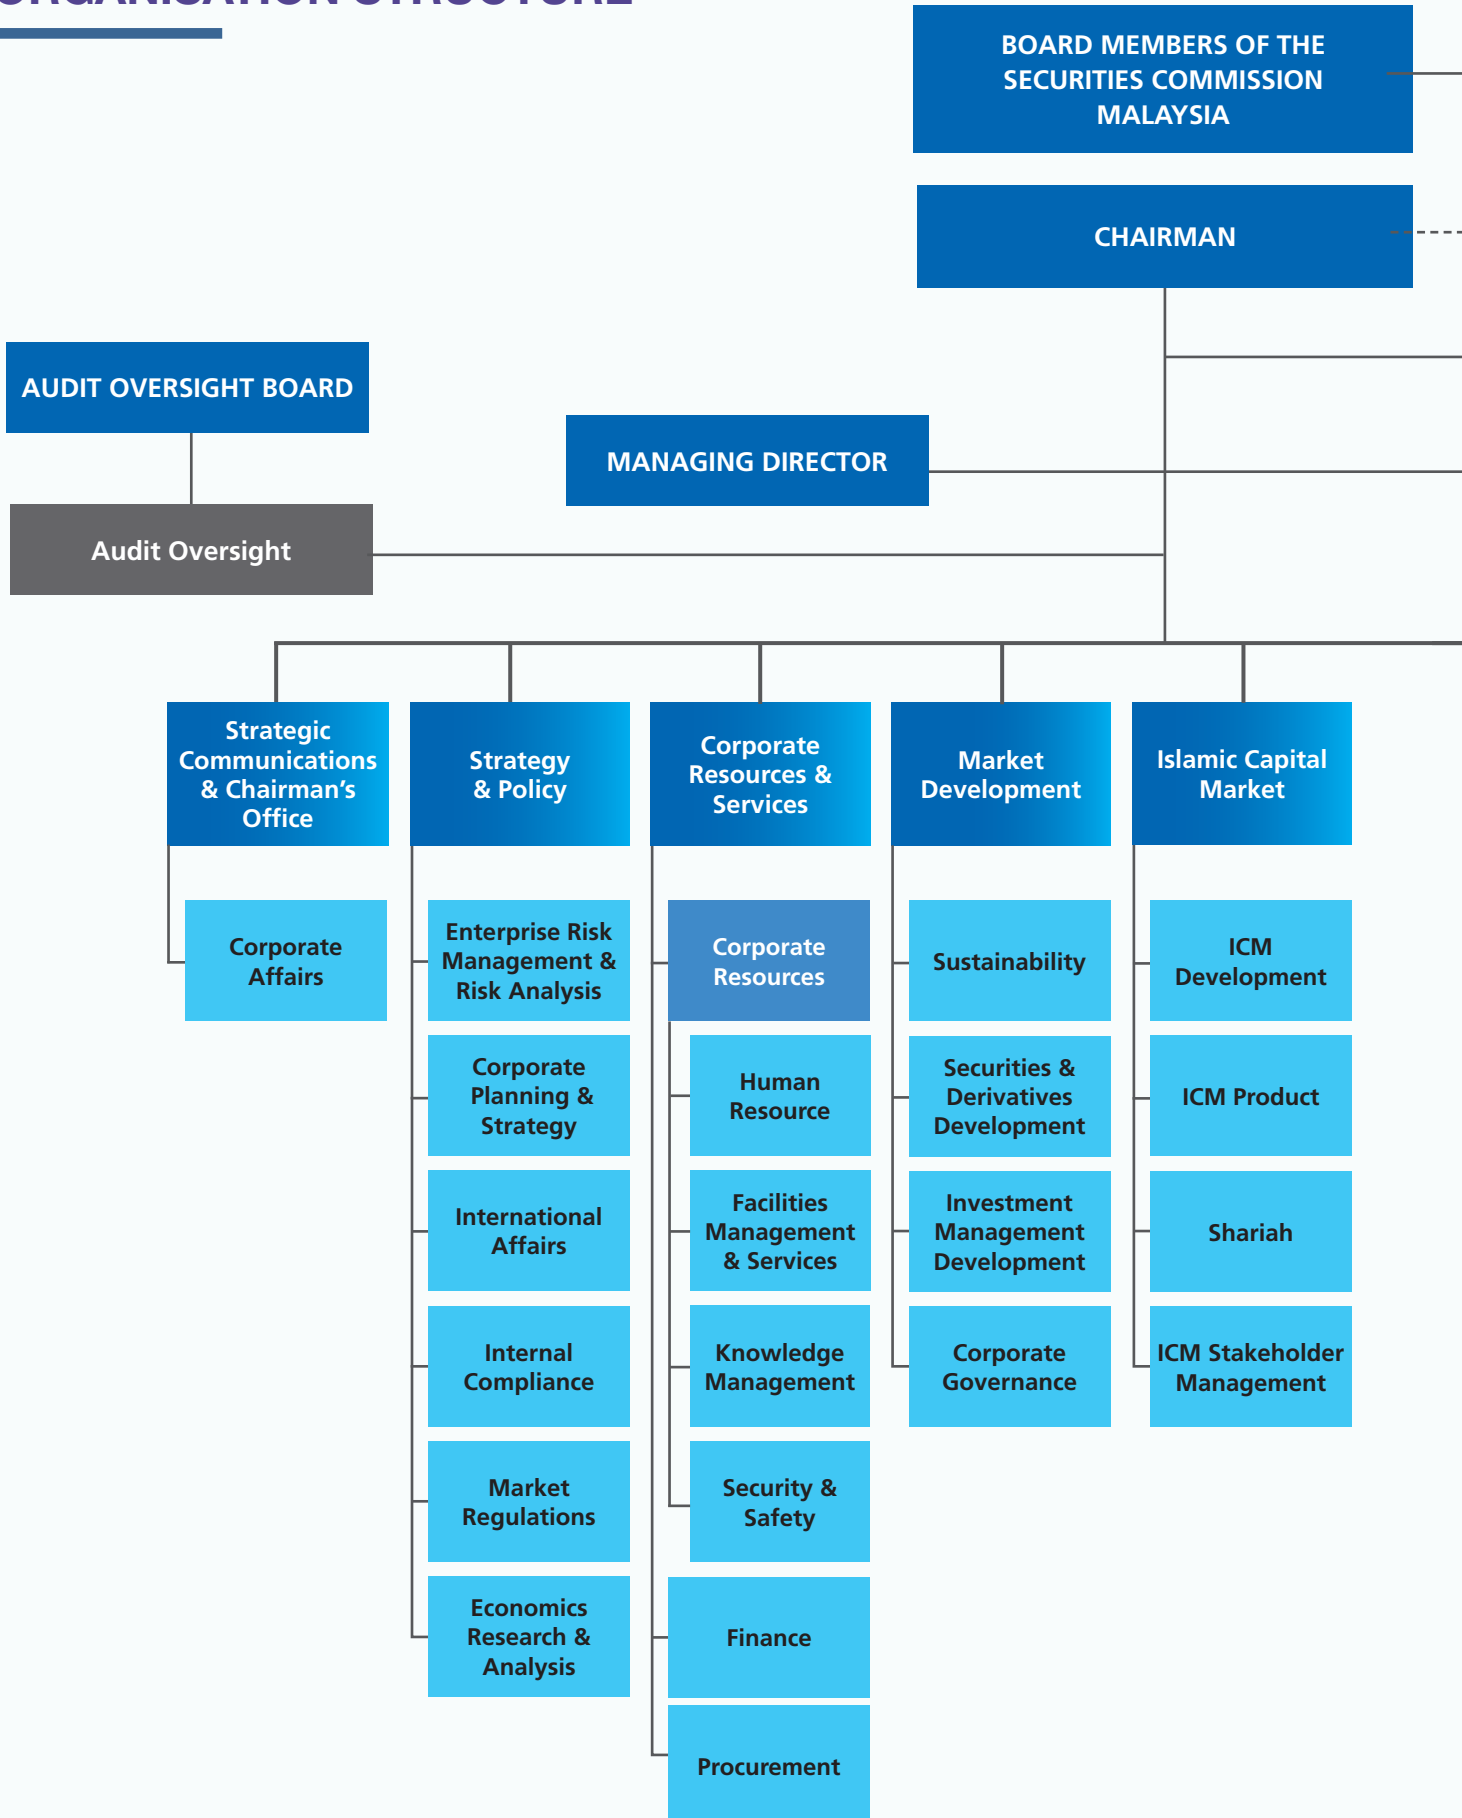 ORGANISATION STRUCTURE
BOARD MEMBERS OF THE
SECURITIES COMMISSION
MALAYSIA
CHAIRMAN
AUDIT OVERSIGHT BOARD
MANAGING DIRECTOR
Audit Oversight
Strategic
Communications
& Chairman’s
Office
Corporate
Affairs
Strategy
& Policy
Enterprise Risk
Management &
Risk Analysis
Corporate
Planning &
Strategy
International
Affairs
Internal
Compliance
Market
Regulations
Economics
Research &
Analysis
Corporate
Resources &
Services
Corporate
Resources
Human
Resource
Facilities
Management
& Services
Knowledge
Management
Security &
Safety
Finance
Procurement
Market
Development
Sustainability
Securities &
Derivatives
Development
Investment
Management
Development
Corporate
Governance
Islamic Capital
Market
ICM
Development
ICM Product
Shariah
ICM Stakeholder
Management